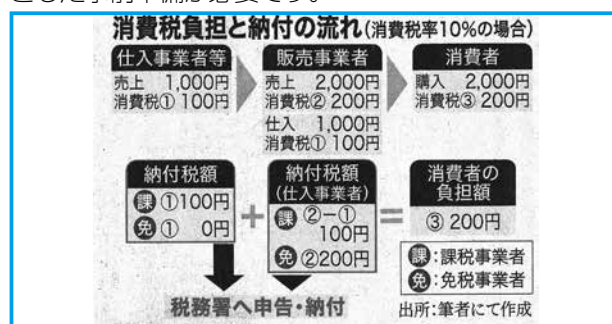 消費税負担と納付の流れ(消費税率10%の場合)
仕入事業者等
売上 1,000円
消費税① 100円
販売事業者
売上 2,000円
消費税② 200円
仕入 1,000円
消費税① 100円
消費者
購入 2,000円
消費税③ 200円
納付税額
課 ①100円
免 ① 0円
+
納付税額
(仕入事業者)
課 ②-①
100円
免 ②200円
=
消費者の
負担額
③ 200円
課:課税事業者
免:免税事業者
税務署へ申告・納付
出所:筆者にて作成